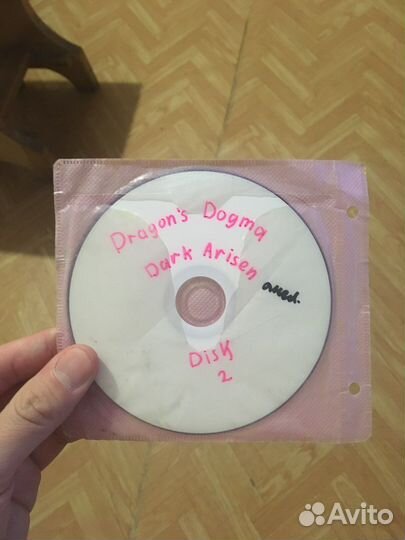 Dragon's Dogma
Dark Arisen
англ.
Disk
2
Avito